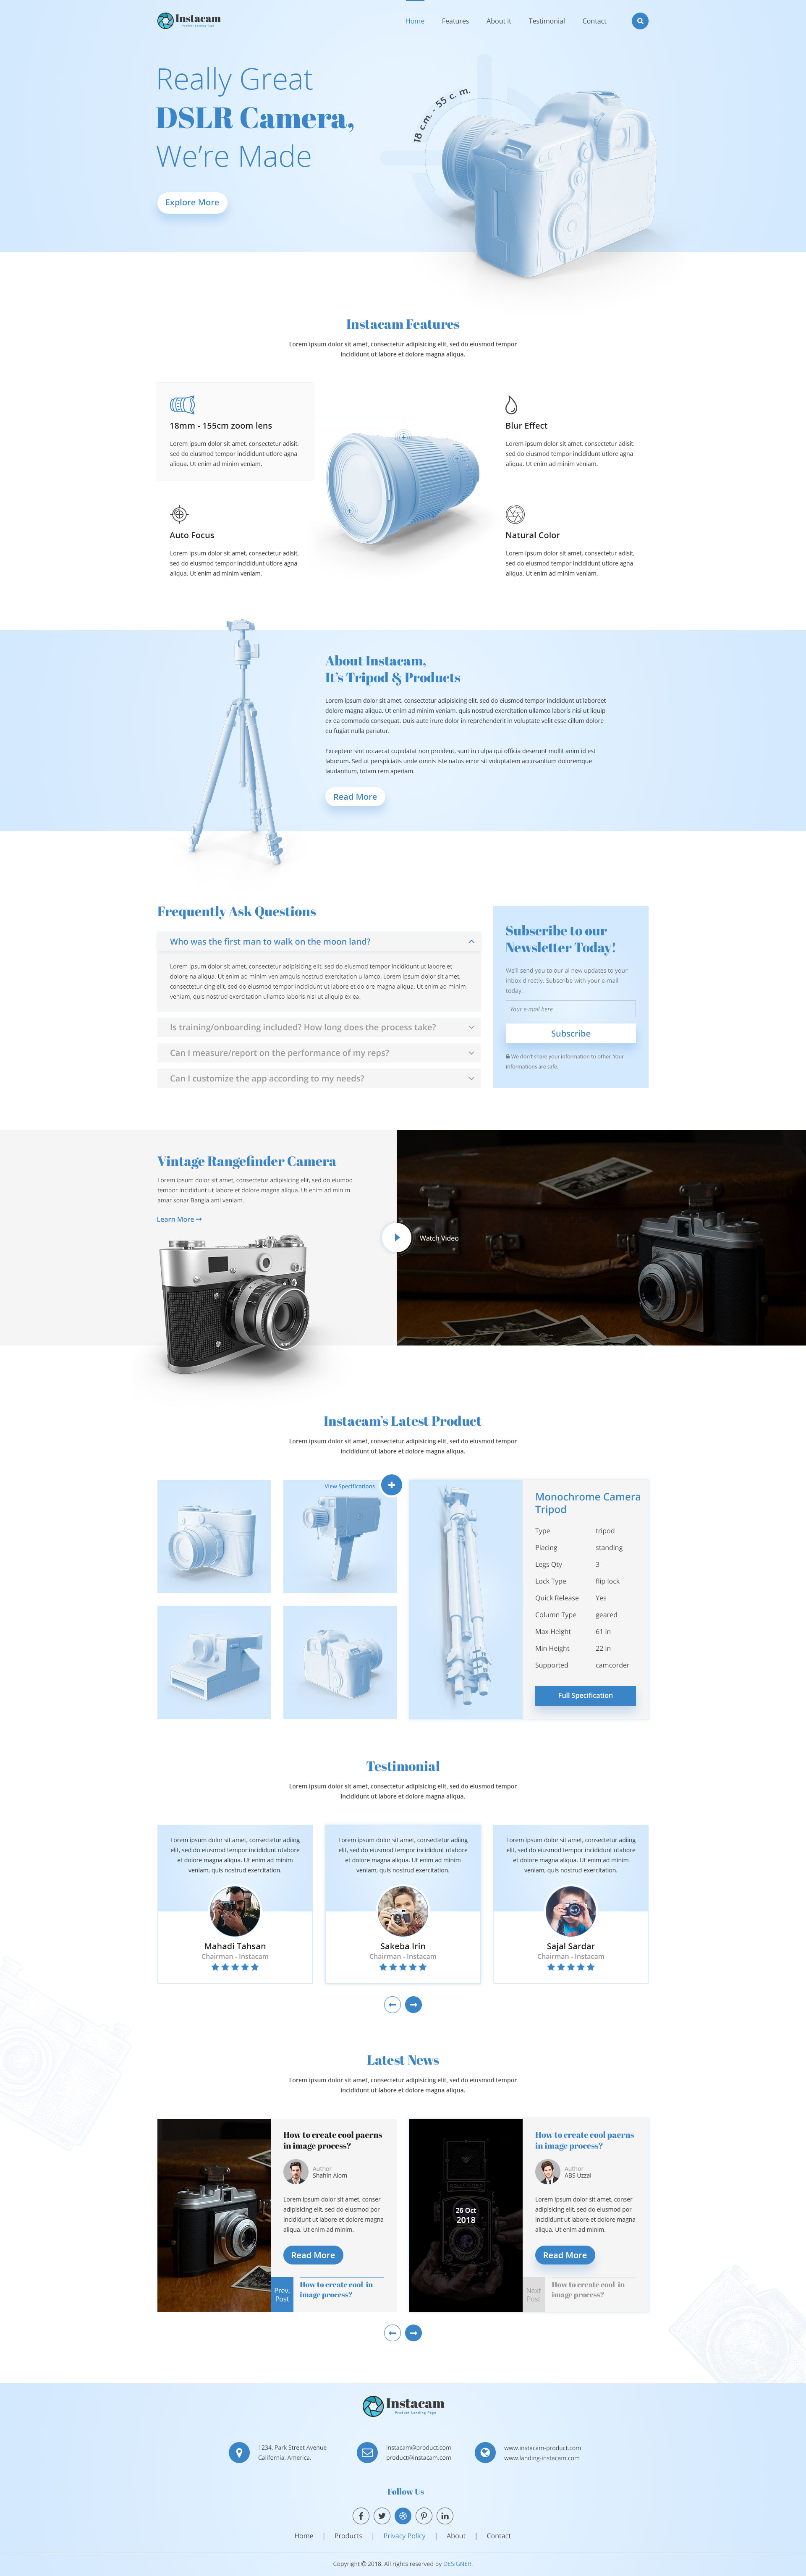 Instacam
Product Landing Page
Home
Features
About it
Testimonial
Contact
Really Great
DSLR Camera,
We're Made
18 c.m. - 55 c. m.
Explore More
Instacam Features
Lorem ipsum dolor sit amet, consectetur adipisicing elit, sed do eiusmod tempor
incididunt ut labore et dolore magna aliqua.
18mm - 155cm zoom lens
Lorem ipsum dolor sit amet, consectetur adisit,
sed do eiusmod tempor incididunt utlore agna
aliqua. Ut enim ad minim veniam.
Blur Effect
Lorem ipsum dolor sit amet, consectetur adisit,
sed do eiusmod tempor incididunt utlore agna
aliqua. Ut enim ad minim veniam.
Auto Focus
Lorem ipsum dolor sit amet, consectetur adisit,
sed do eiusmod tempor incididunt utlore agna
aliqua. Ut enim ad minim veniam.
Natural Color
Lorem ipsum dolor sit amet, consectetur adisit,
sed do eiusmod tempor incididunt utlore agna
aliqua. Ut enim ad minim veniam.
About Instacam,
It's Tripod & Products
Lorem ipsum dolor sit amet, consectetur adipisicing elit, sed do eiusmod tempor incididunt ut laboreet
dolore magna aliqua. Ut enim ad minim veniam, quis nostrud exercitation ullamco laboris nisi ut liquip
ex ea commodo consequat. Duis aute irure dolor in reprehenderit in voluptate velit esse cillum dolore
eu fugiat nulla pariatur.
Excepteur sint occaecat cupidatat non proident, sunt in culpa qui officia deserunt mollit anim id est
laborum. Sed ut perspiciatis unde omnis iste natus error sit voluptatem accusantium doloremque
laudantium, totam rem aperiam.
Read More
Frequently Ask Questions
Who was the first man to walk on the moon land?
Lorem ipsum dolor sit amet, consectetur adipisicing elit, sed do eiusmod tempor incididunt ut labore et
dolore na aliqua. Ut enim ad minim veniamquis nostrud exercitation ullamco. Lorem ipsum dolor sit amet,
consectetur cing elit, sed do eiusmod tempor incididunt ut labore et dolore magna aliqua. Ut enim ad minim
veniam, quis nostrud exercitation ullamco laboris nisi ut aliquip ex ea.
Is training/onboarding included? How long does the process take?
Can I measure/report on the performance of my reps?
Can I customize the app according to my needs?
Subscribe to our
Newsletter Today!
We'll send you to our al new updates to your
inbox directly. Subscribe with your e-mail
today!
Your e-mail here
Subscribe
We don't share your information to other. Your
informations are safe.
Vintage Rangefinder Camera
Lorem ipsum dolor sit amet, consectetur adipisicing elit, sed do eiumod
tempor incididunt ut labore et dolore magna aliqua. Ut enim ad minim
amar sonar Bangla ami veniam.
Learn More
Watch Video
Instacam's Latest Product
Lorem ipsum dolor sit amet, consectetur adipisicing elit, sed do eiusmod tempor
incididunt ut labore et dolore magna aliqua.
View Specifications
Monochrome Camera
Tripod
Type tripod
Placing standing
Legs Qty 3
Lock Type flip lock
Quick Release Yes
Column Type geared
Max Height 61 in
Min Height 22 in
Supported camcorder
Full Specification
Testimonial
Lorem ipsum dolor sit amet, consectetur adipisicing elit, sed do eiusmod tempor
incididunt ut labore et dolore magna aliqua.
Lorem ipsum dolor sit amet, consectetur adiing
elit, sed do eiusmod tempor incididunt utabore
et dolore magna aliqua. Ut enim ad minim
veniam, quis nostrud exercitation.
Mahadi Tahsan
Chairman - Instacam
Lorem ipsum dolor sit amet, consectetur adiing
elit, sed do eiusmod tempor incididunt utabore
et dolore magna aliqua. Ut enim ad minim
veniam, quis nostrud exercitation.
Sakeba Irin
Chairman - Instacam
Lorem ipsum dolor sit amet, consectetur adiing
elit, sed do eiusmod tempor incididunt utabore
et dolore magna aliqua. Ut enim ad minim
veniam, quis nostrud exercitation.
Sajal Sardar
Chairman - Instacam
Latest News
Lorem ipsum dolor sit amet, consectetur adipisicing elit, sed do eiusmod tempor
incididunt ut labore et dolore magna aliqua.
How to create cool paerns
in image process?
Author
Shahin Alom
Lorem ipsum dolor sit amet, conser
adipisicing elit, sed do eiusmod por
incididunt ut labore et dolore magna
aliqua. Ut enim ad minim.
Read More
Prev.
Post
How to create cool in
image process?
26 Oct
2018
How to create cool paerns
in image process?
Author
ABS Uzzal
Lorem ipsum dolor sit amet, conser
adipisicing elit, sed do eiusmod por
incididunt ut labore et dolore magna
aliqua. Ut enim ad minim.
Read More
Next
Post
How to create cool in
image process?
Instacam
Product Landing Page
1234, Park Street Avenue
California, America.
instacam@product.com
product@instacam.com
www.instacam-product.com
www.landing-instacam.com
Follow Us
Home | Products | Privacy Policy | About | Contact
Copyright © 2018. All rights reserved by DESIGNER.